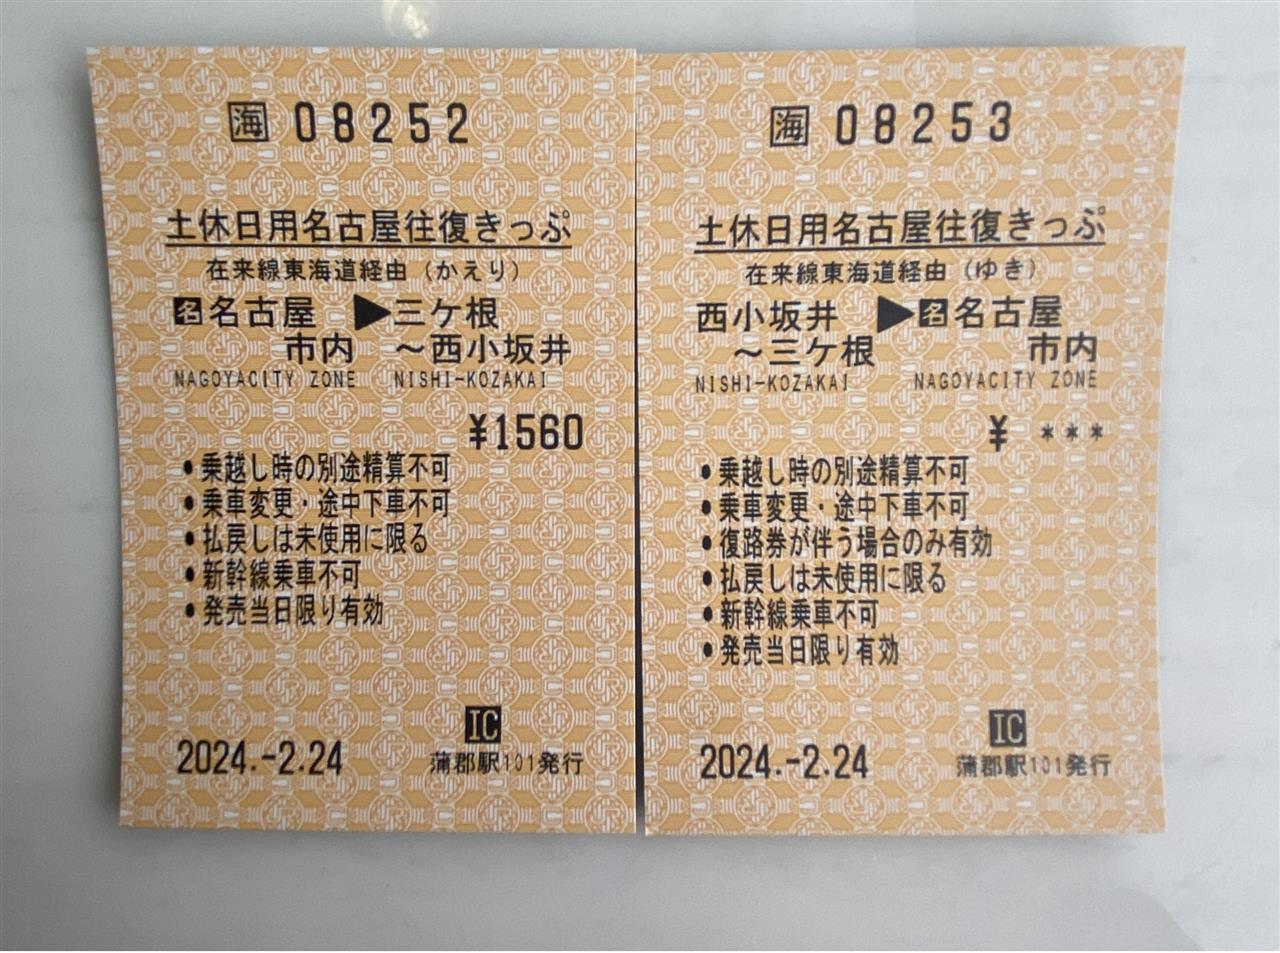 海 08252
土休日用名古屋往復きっぷ
在来線東海道経由(かえり)
名名古屋 ▶三ケ根
市内 ～西小坂井
NAGOYACITY ZONE NISHI-KOZAKAI
¥1560
●乗越し時の別途精算不可
●乗車変更・途中下車不可
●払戻しは未使用に限る
●新幹線乗車不可
●発売当日限り有効
IC
2024.-2.24 蒲郡駅101発行
海 08253
土休日用名古屋往復きっぷ
在来線東海道経由(ゆき)
西小坂井 ▶名名古屋
～三ケ根 市内
NISHI-KOZAKAI NAGOYACITY ZONE
¥ ***
●乗越し時の別途精算不可
●乗車変更・途中下車不可
●復路券が伴う場合のみ有効
●払戻しは未使用に限る
●新幹線乗車不可
●発売当日限り有効
IC
2024.-2.24 蒲郡駅101発行